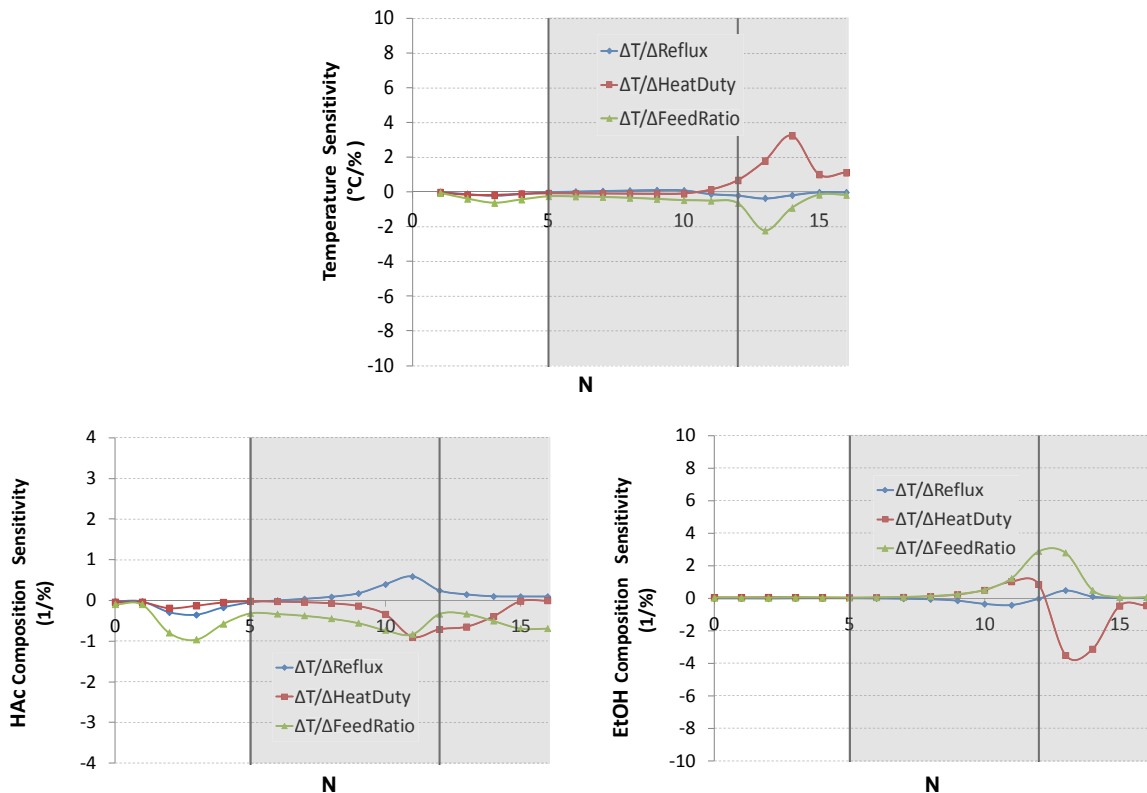 10
8
6
4
2
0
-2
-4
-6
-8
-10
0
5
10
15
ΔT/ΔReflux
ΔT/ΔHeatDuty
ΔT/ΔFeedRatio
Temperature Sensitivity
(°C/%)
N
4
3
2
1
0
-1
-2
-3
-4
0
5
10
15
ΔT/ΔReflux
ΔT/ΔHeatDuty
ΔT/ΔFeedRatio
HAc Composition Sensitivity
(1/%)
N
10
8
6
4
2
0
-2
-4
-6
-8
-10
0
5
10
15
ΔT/ΔReflux
ΔT/ΔHeatDuty
ΔT/ΔFeedRatio
EtOH Composition Sensitivity
(1/%)
N